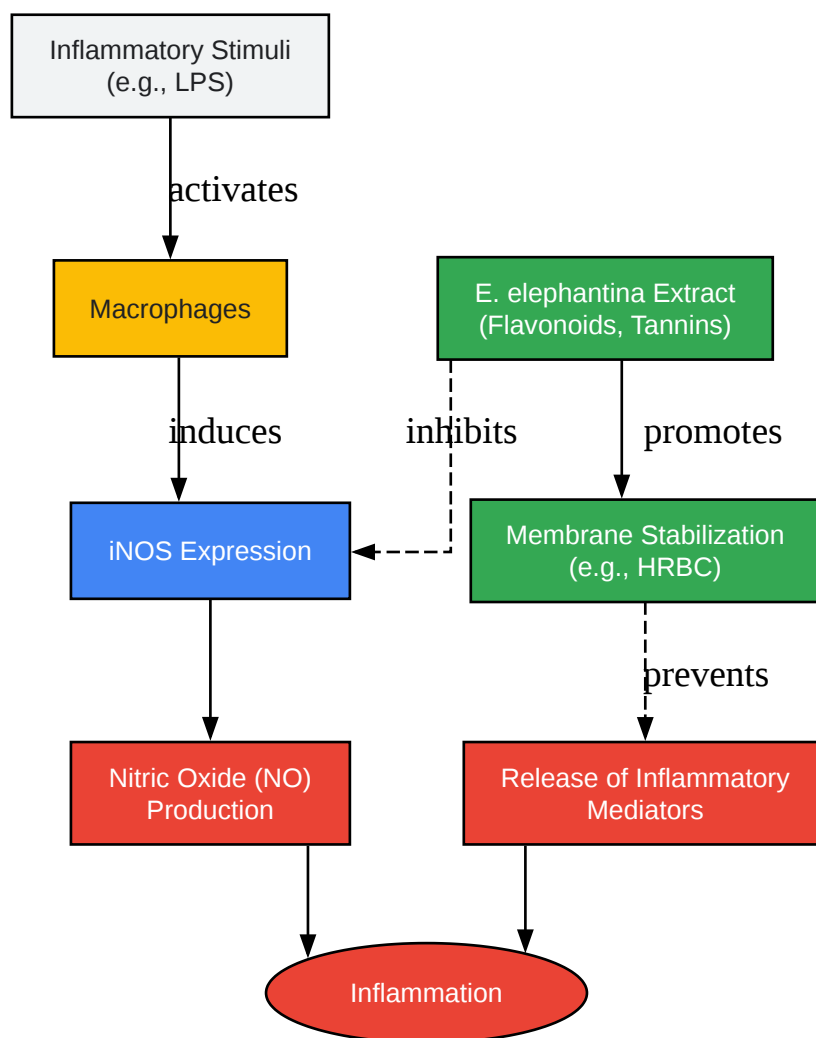 Inflammatory Stimuli
(e.g., LPS)
activates
Macrophages
E. elephantina Extract
(Flavonoids, Tannins)
induces
inhibits
promotes
iNOS Expression
Membrane Stabilization
(e.g., HRBC)
prevents
Nitric Oxide (NO)
Production
Release of Inflammatory
Mediators
Inflammation